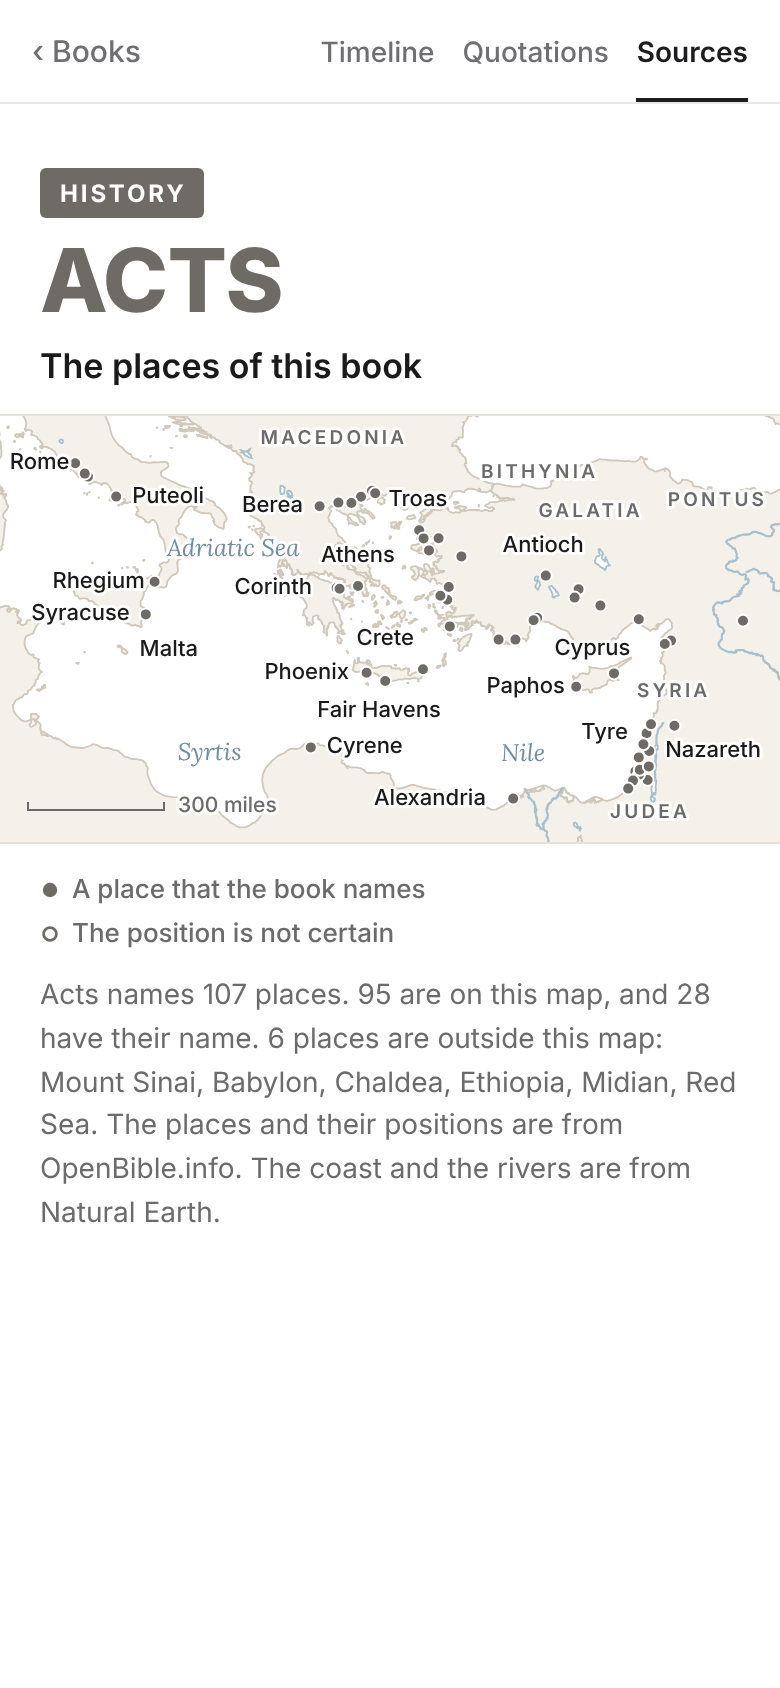 ‹ Books
Timeline
Quotations
Sources
HISTORY
ACTS
The places of this book
MACEDONIA
Rome
BITHYNIA
Puteoli
Berea
Troas
PONTUS
GALATIA
Adriatic Sea
Athens
Antioch
Rhegium
Corinth
Syracuse
Crete
Malta
Cyprus
Phoenix
Paphos
SYRIA
Fair Havens
Tyre
Syrtis
Cyrene
Nile
Nazareth
300 miles
Alexandria
JUDEA
A place that the book names
The position is not certain
Acts names 107 places. 95 are on this map, and 28
have their name. 6 places are outside this map:
Mount Sinai, Babylon, Chaldea, Ethiopia, Midian, Red
Sea. The places and their positions are from
OpenBible.info. The coast and the rivers are from
Natural Earth.